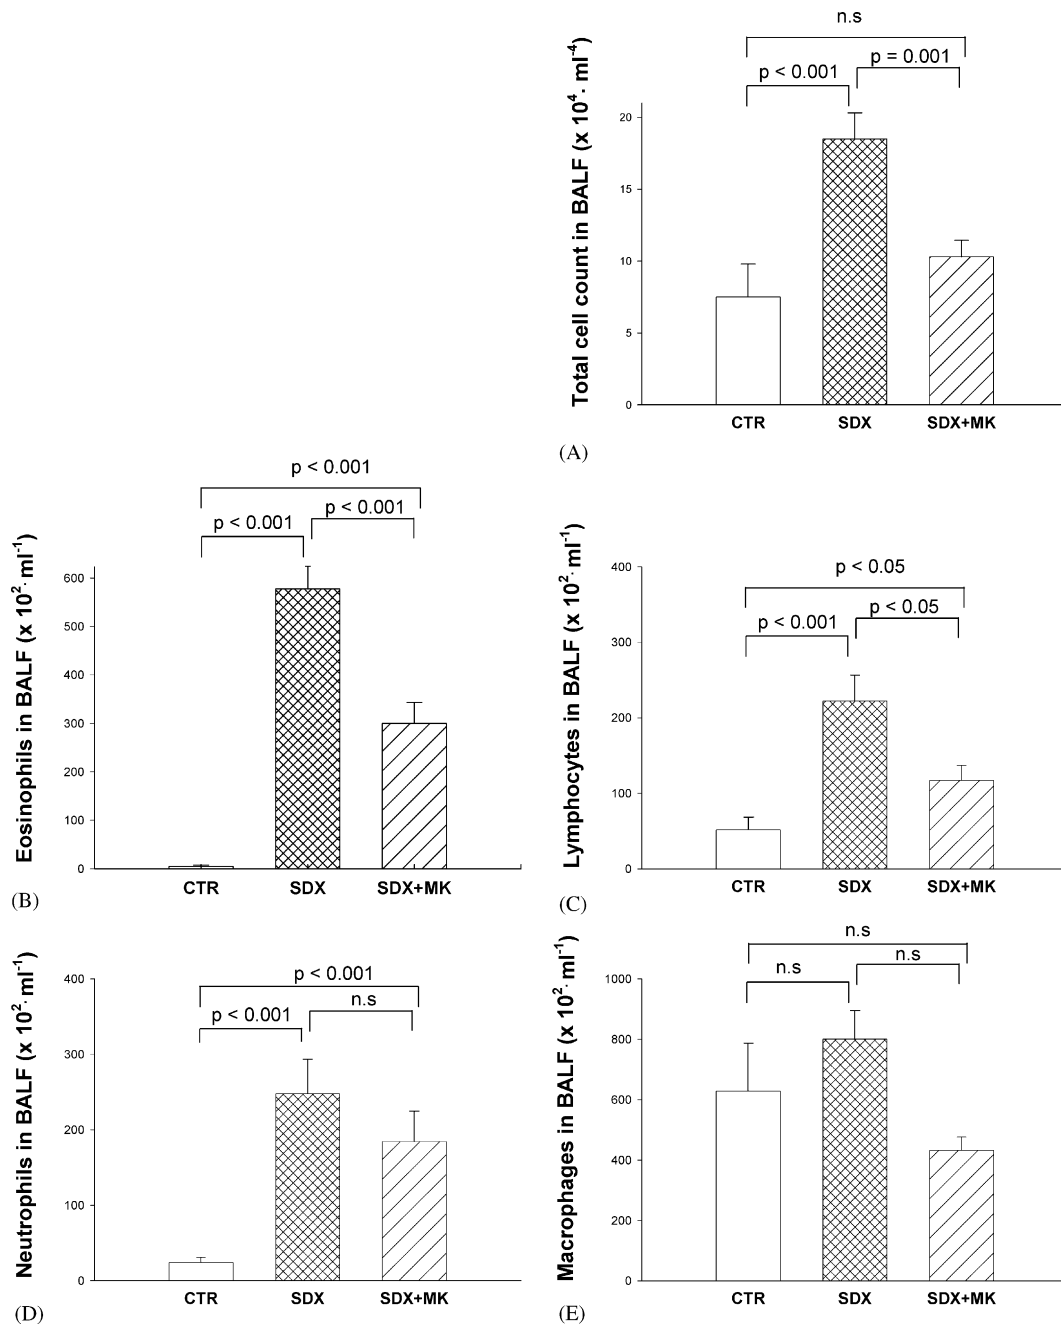 n.s
p < 0.001
p = 0.001
Total cell count in BALF (x 10⁴· ml⁻⁴)
20
15
10
5
0
CTR SDX SDX+MK
(A)
p < 0.001
p < 0.001
p < 0.001
Eosinophils in BALF (x 10²· ml⁻¹)
600
500
400
300
200
100
0
CTR SDX SDX+MK
(B)
p < 0.05
p < 0.001
p < 0.05
Lymphocytes in BALF (x 10²· ml⁻¹)
400
300
200
100
0
CTR SDX SDX+MK
(C)
p < 0.001
n.s
p < 0.001
Neutrophils in BALF (x 10²· ml⁻¹)
400
300
200
100
0
CTR SDX SDX+MK
(D)
n.s
n.s
n.s
Macrophages in BALF (x 10²· ml⁻¹)
1000
800
600
400
200
0
CTR SDX SDX+MK
(E)